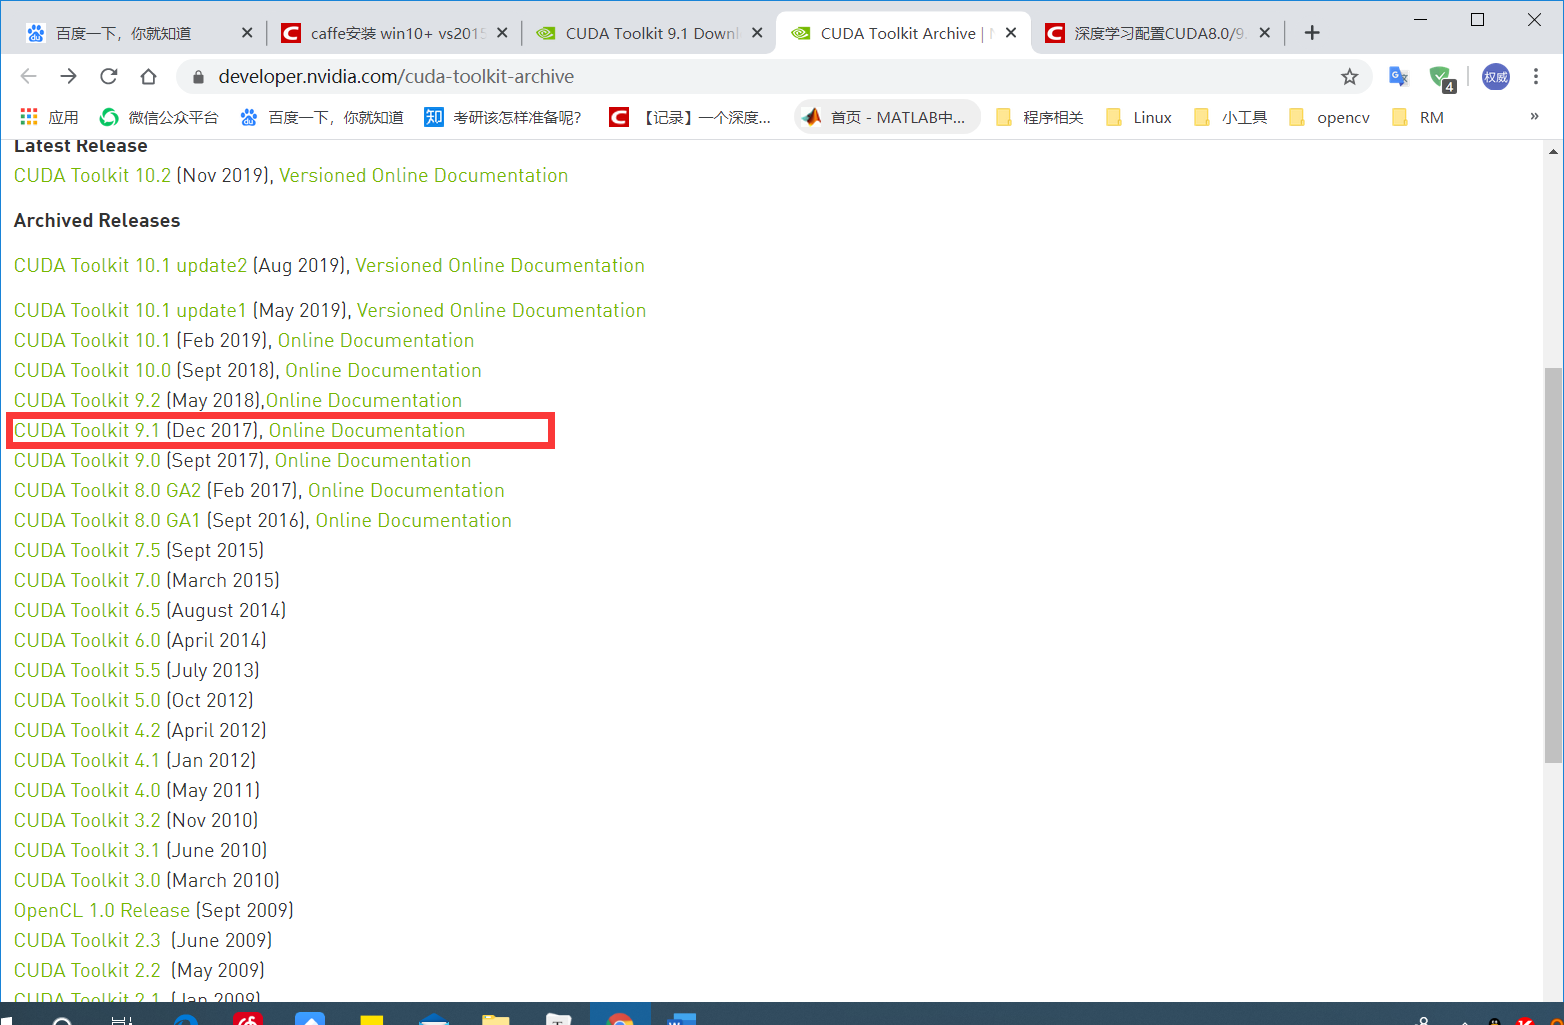 百度一下，你就知道
caffe安装 win10+ vs2015
CUDA Toolkit 9.1 Downl
CUDA Toolkit Archive | N
深度学习配置CUDA8.0/9.
developer.nvidia.com/cuda-toolkit-archive
4
权威
应用
微信公众平台
百度一下，你就知道
知 考研该怎样准备呢？
【记录】一个深度...
首页 - MATLAB中...
程序相关
Linux
小工具
opencv
RM
»
Latest Release
CUDA Toolkit 10.2 (Nov 2019), Versioned Online Documentation
Archived Releases
CUDA Toolkit 10.1 update2 (Aug 2019), Versioned Online Documentation
CUDA Toolkit 10.1 update1 (May 2019), Versioned Online Documentation
CUDA Toolkit 10.1 (Feb 2019), Online Documentation
CUDA Toolkit 10.0 (Sept 2018), Online Documentation
CUDA Toolkit 9.2 (May 2018),Online Documentation
CUDA Toolkit 9.1 (Dec 2017), Online Documentation
CUDA Toolkit 9.0 (Sept 2017), Online Documentation
CUDA Toolkit 8.0 GA2 (Feb 2017), Online Documentation
CUDA Toolkit 8.0 GA1 (Sept 2016), Online Documentation
CUDA Toolkit 7.5 (Sept 2015)
CUDA Toolkit 7.0 (March 2015)
CUDA Toolkit 6.5 (August 2014)
CUDA Toolkit 6.0 (April 2014)
CUDA Toolkit 5.5 (July 2013)
CUDA Toolkit 5.0 (Oct 2012)
CUDA Toolkit 4.2 (April 2012)
CUDA Toolkit 4.1 (Jan 2012)
CUDA Toolkit 4.0 (May 2011)
CUDA Toolkit 3.2 (Nov 2010)
CUDA Toolkit 3.1 (June 2010)
CUDA Toolkit 3.0 (March 2010)
OpenCL 1.0 Release (Sept 2009)
CUDA Toolkit 2.3 (June 2009)
CUDA Toolkit 2.2 (May 2009)
CUDA Toolkit 2.1 (Jan 2009)